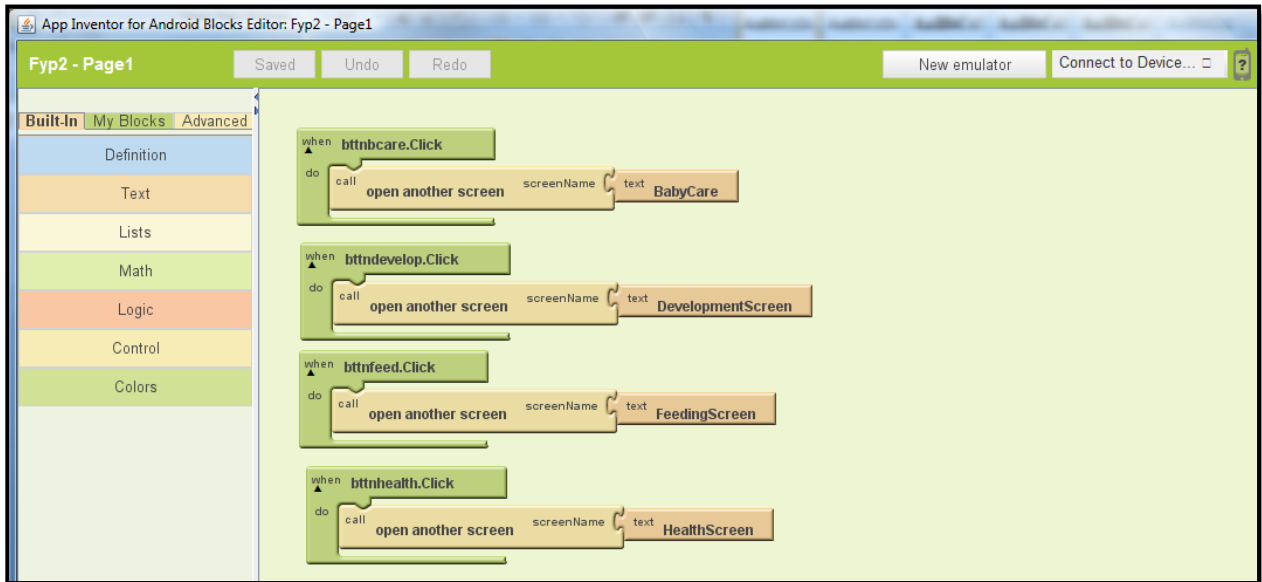 App Inventor for Android Blocks Editor: Fyp2 - Page1
Fyp2 - Page1 Saved Undo Redo New emulator Connect to Device... ?
Built-In My Blocks Advanced
Definition
Text
Lists
Math
Logic
Control
Colors
when bttnbcare.Click
do call open another screen screenName text BabyCare
when bttndevelop.Click
do call open another screen screenName text DevelopmentScreen
when bttnfeed.Click
do call open another screen screenName text FeedingScreen
when bttnhealth.Click
do call open another screen screenName text HealthScreen